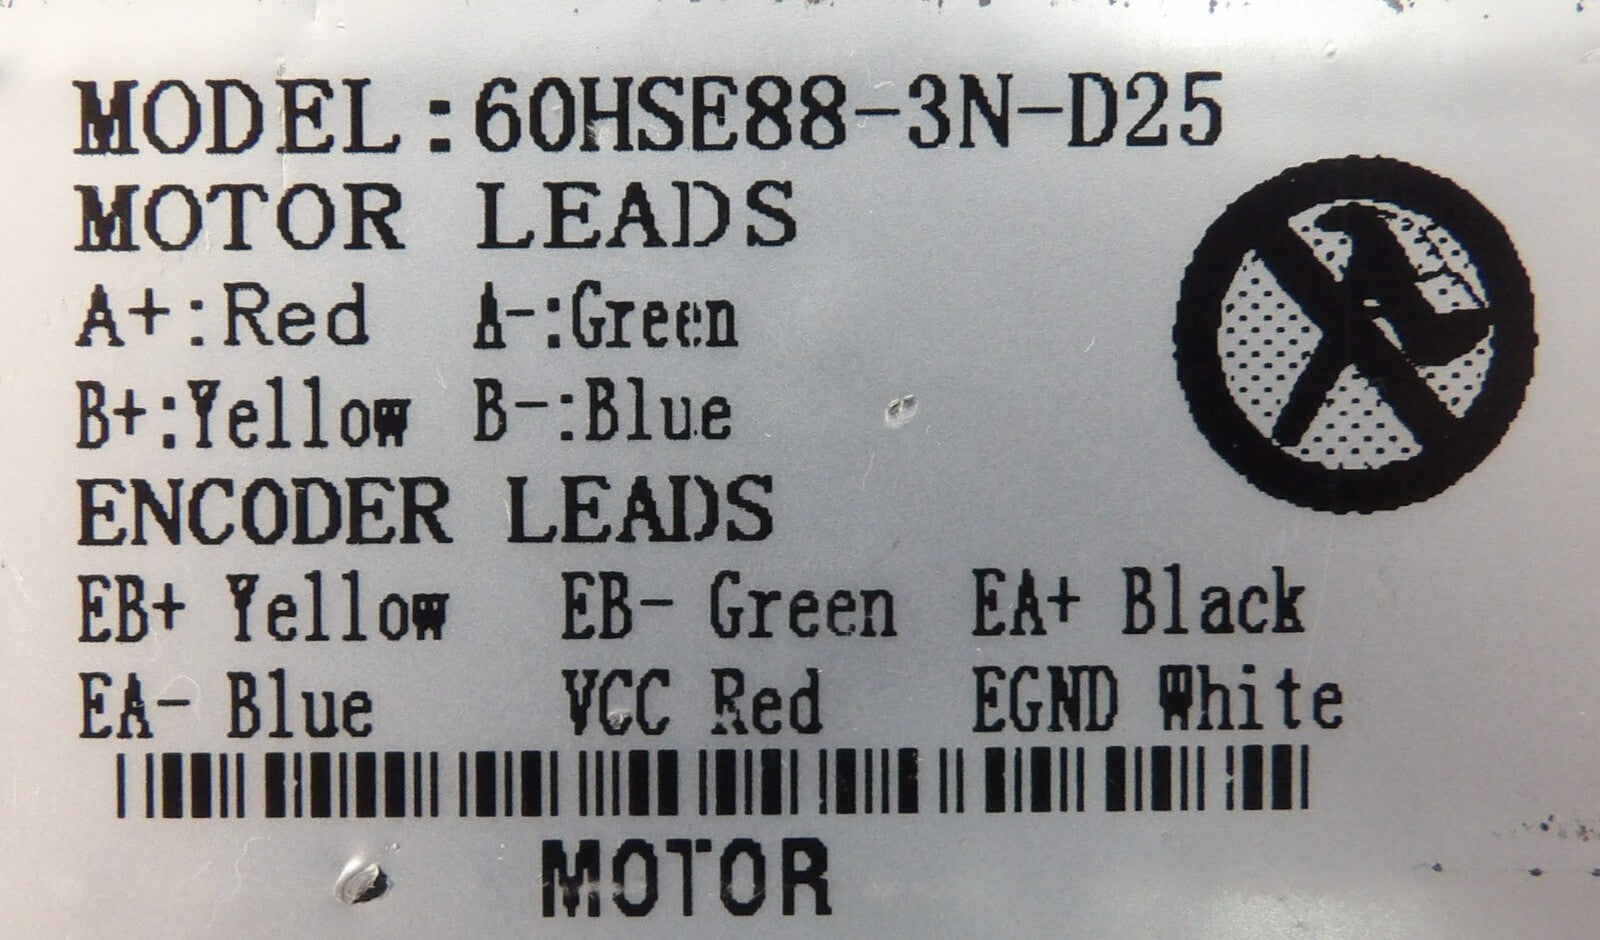 MODEL:60HSE88-3N-D25
MOTOR LEADS
A+:Red A-:Green
B+:Yellow B-:Blue
ENCODER LEADS
EB+ Yellow EB- Green EA+ Black
EA- Blue VCC Red EGND White
MOTOR